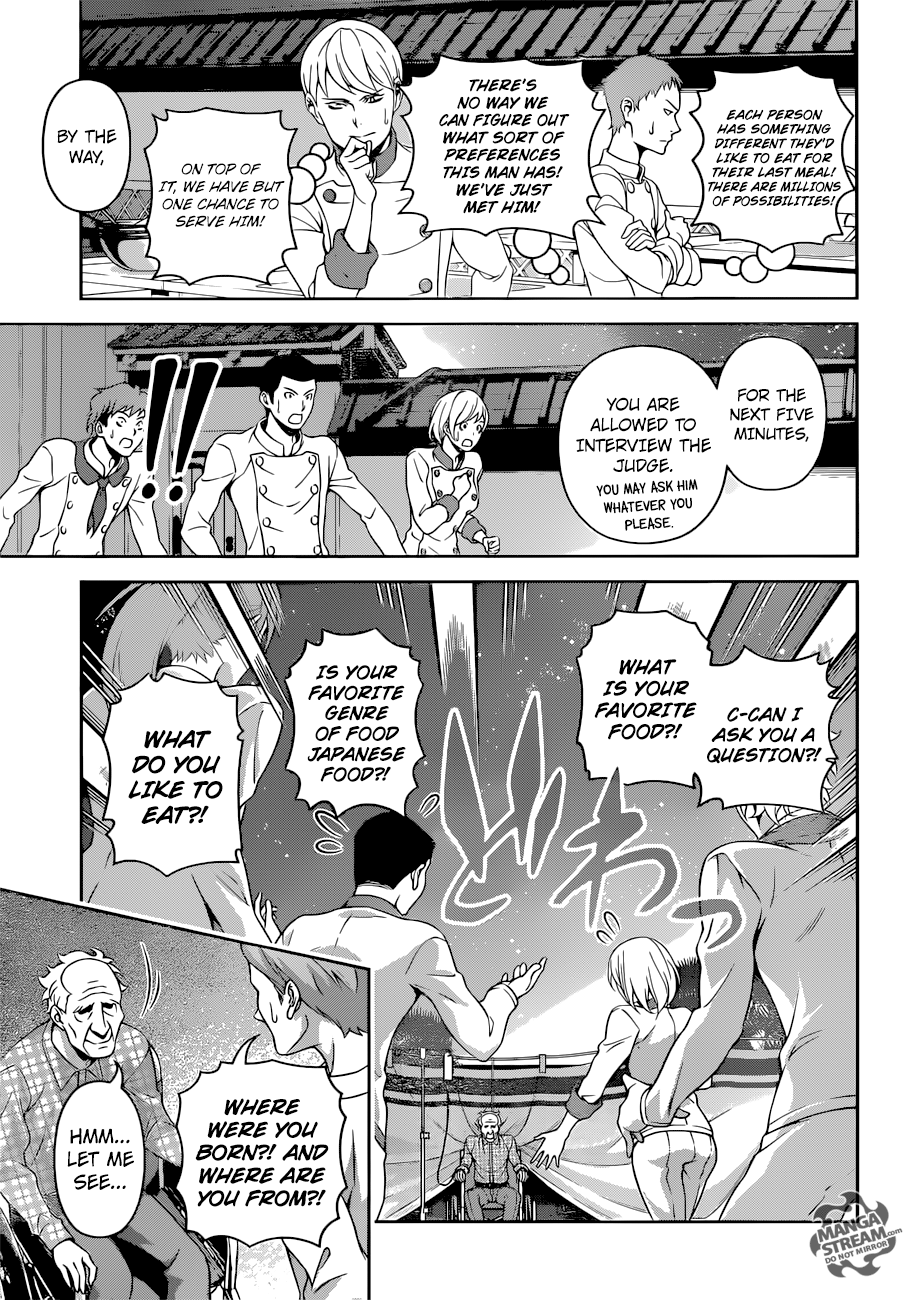 EACH PERSON
HAS SOMETHING
DIFFERENT THEY'D
LIKE TO EAT FOR
THEIR LAST MEAL!
THERE ARE MILLIONS
OF POSSIBILITIES!
THERE'S
NO WAY WE
CAN FIGURE OUT
WHAT SORT OF
PREFERENCES
THIS MAN HAS!
WE'VE JUST
MET HIM!
ON TOP OF
IT, WE HAVE BUT
ONE CHANCE TO
SERVE HIM!
BY THE
WAY,
FOR THE
NEXT FIVE
MINUTES,
YOU ARE
ALLOWED TO
INTERVIEW THE
JUDGE.
YOU MAY ASK HIM
WHATEVER YOU
PLEASE.
!!
C-CAN I
ASK YOU A
QUESTION?!
WHAT
IS YOUR
FAVORITE
FOOD?!
IS YOUR
FAVORITE
GENRE
OF FOOD
JAPANESE
FOOD?!
WHAT
DO YOU
LIKE TO
EAT?!
どわっ
WHERE
WERE YOU
BORN?! AND
WHERE ARE
YOU FROM?!
HMM...
LET ME
SEE...
MANGA
STREAM.com
DO NOT MIRROR